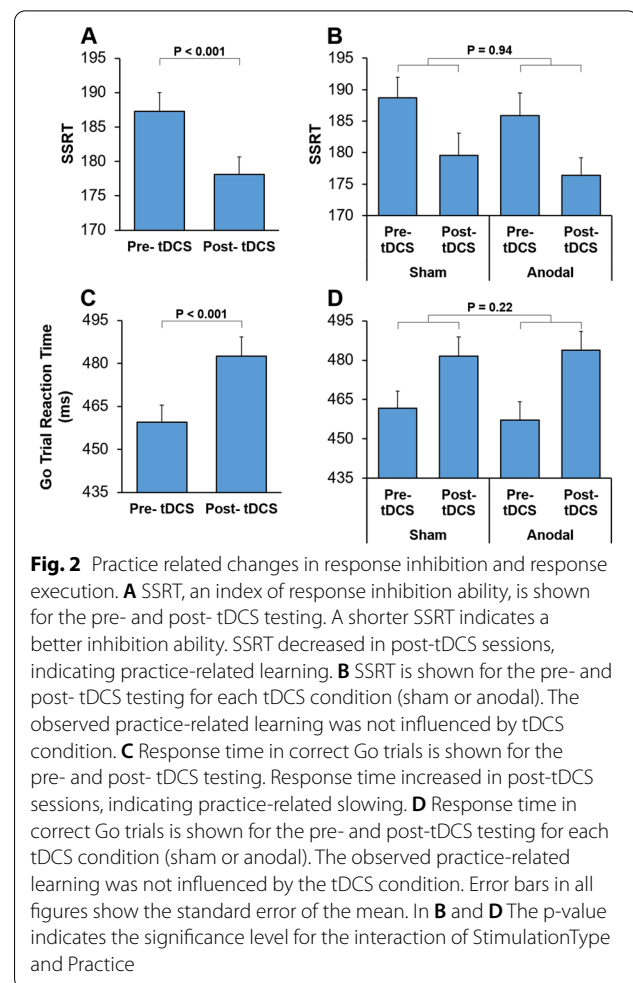 A
P < 0.001
195
190
185
180
175
170
SSRT
Pre- tDCS Post- tDCS
B
P = 0.94
195
190
185
180
175
170
SSRT
Pre- tDCS Post- tDCS Pre- tDCS Post- tDCS
Sham Anodal
C
P < 0.001
495
480
465
450
435
Go Trial Reaction Time
(ms)
Pre- tDCS Post- tDCS
D
P = 0.22
495
480
465
450
435
Pre- tDCS Post- tDCS Pre- tDCS Post- tDCS
Sham Anodal
Fig. 2 Practice related changes in response inhibition and response
execution. A SSRT, an index of response inhibition ability, is shown
for the pre- and post- tDCS testing. A shorter SSRT indicates a
better inhibition ability. SSRT decreased in post-tDCS sessions,
indicating practice-related learning. B SSRT is shown for the pre- and
post- tDCS testing for each tDCS condition (sham or anodal). The
observed practice-related learning was not influenced by tDCS
condition. C Response time in correct Go trials is shown for the
pre- and post- tDCS testing. Response time increased in post-tDCS
sessions, indicating practice-related slowing. D Response time in
correct Go trials is shown for the pre- and post-tDCS testing for each
tDCS condition (sham or anodal). The observed practice-related
learning was not influenced by the tDCS condition. Error bars in all
figures show the standard error of the mean. In B and D The p-value
indicates the significance level for the interaction of StimulationType
and Practice